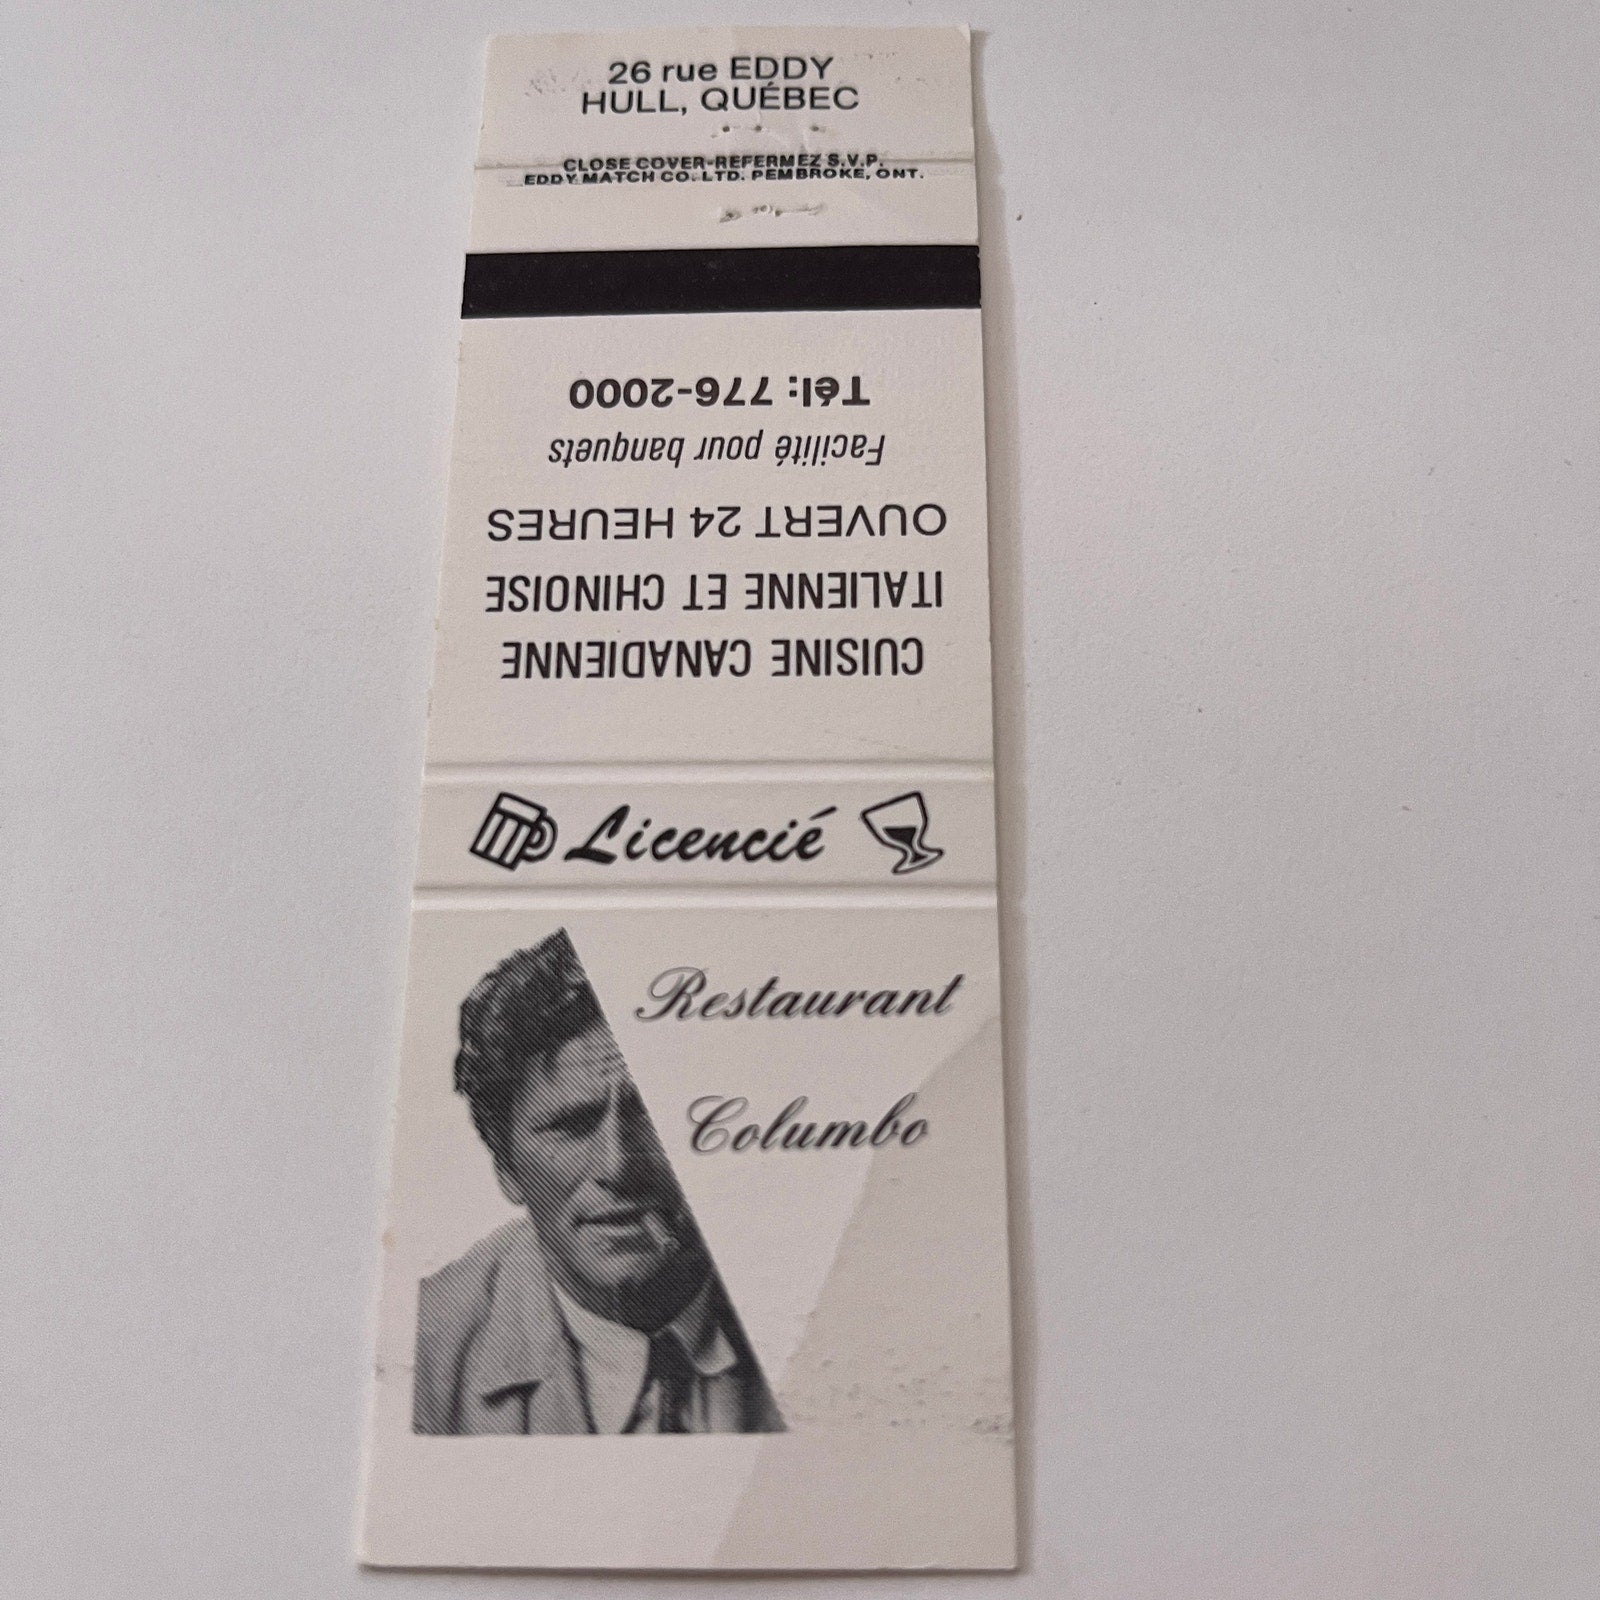 26 rue EDDY
HULL, QUÉBEC
CLOSE COVER-REFERMEZ S.V.P.
EDDY MATCH CO. LTD. PEMBROKE, ONT.
CUISINE CANADIENNE
ITALIENNE ET CHINOISE
OUVERT 24 HEURES
Facilité pour banquets
Tél: 776-2000
Licencié
Restaurant
Columbo